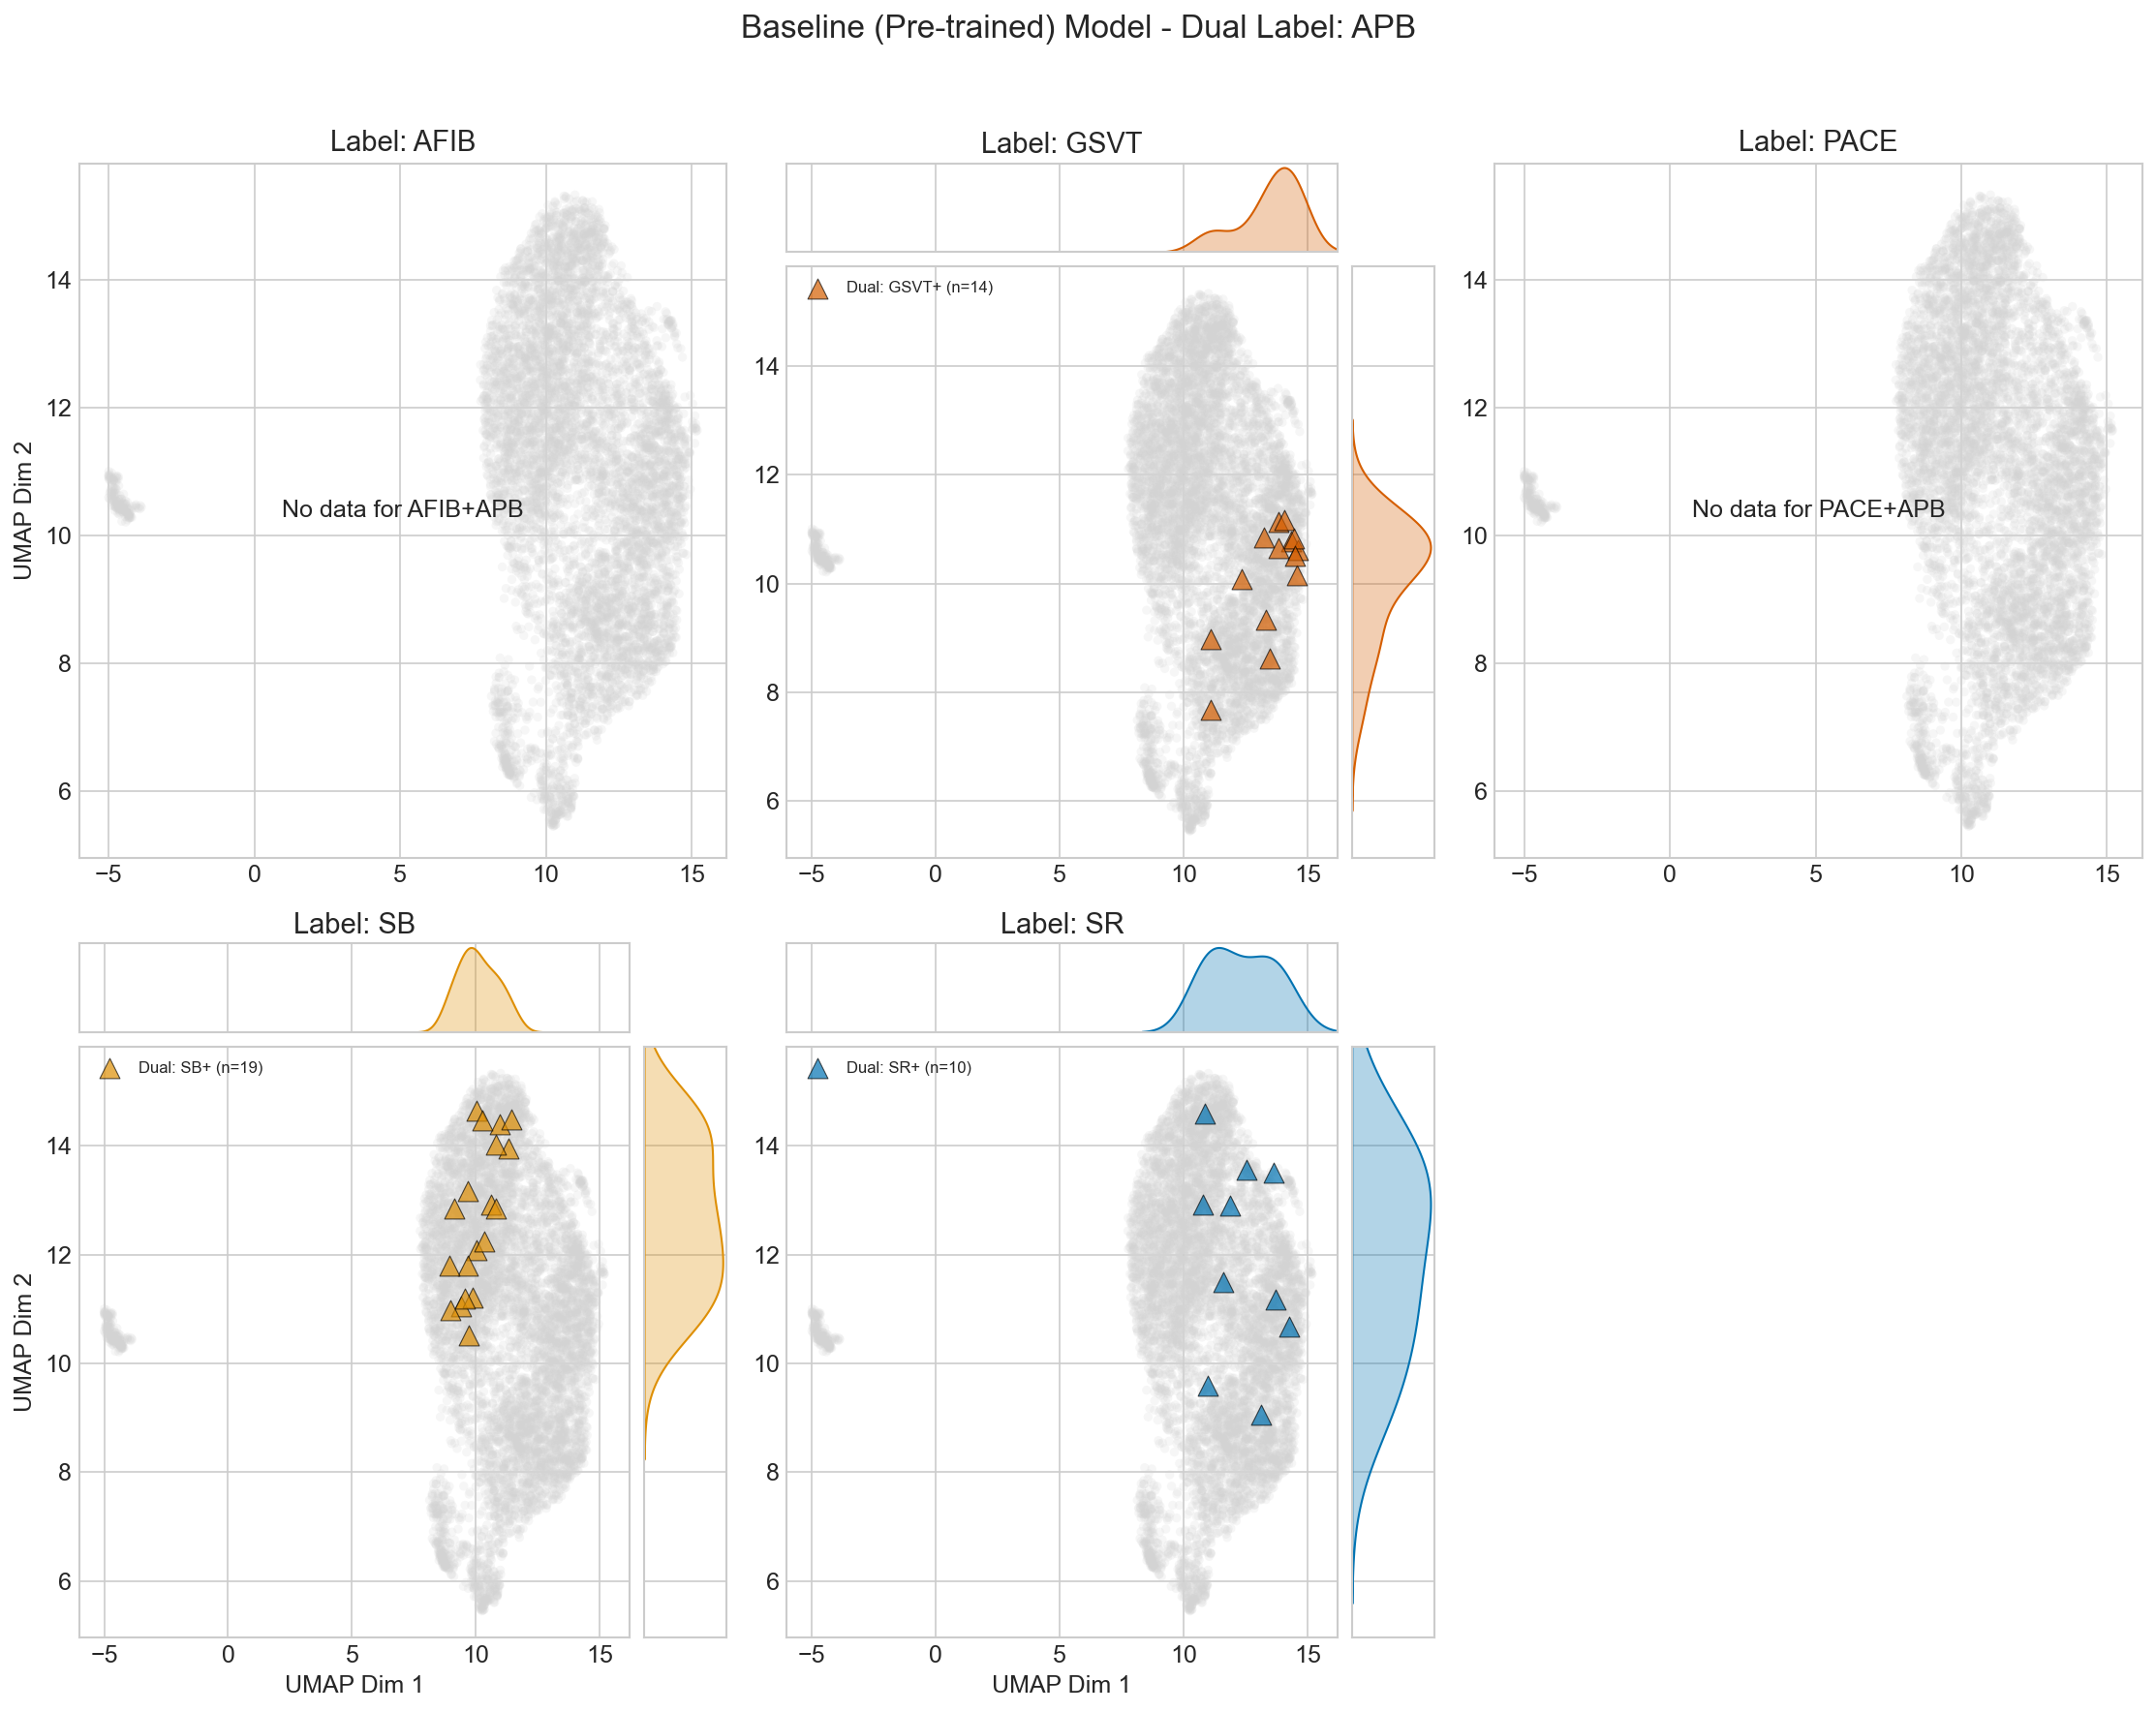 Baseline (Pre-trained) Model - Dual Label: APB
Label: AFIB
UMAP Dim 2
14
12
10
8
6
No data for AFIB+APB
−5 0 5 10 15
Label: GSVT
Dual: GSVT+ (n=14)
14
12
10
8
6
−5 0 5 10 15
Label: PACE
14
12
10
8
6
No data for PACE+APB
−5 0 5 10 15
Label: SB
Dual: SB+ (n=19)
UMAP Dim 2
14
12
10
8
6
−5 0 5 10 15
UMAP Dim 1
Label: SR
Dual: SR+ (n=10)
14
12
10
8
6
−5 0 5 10 15
UMAP Dim 1